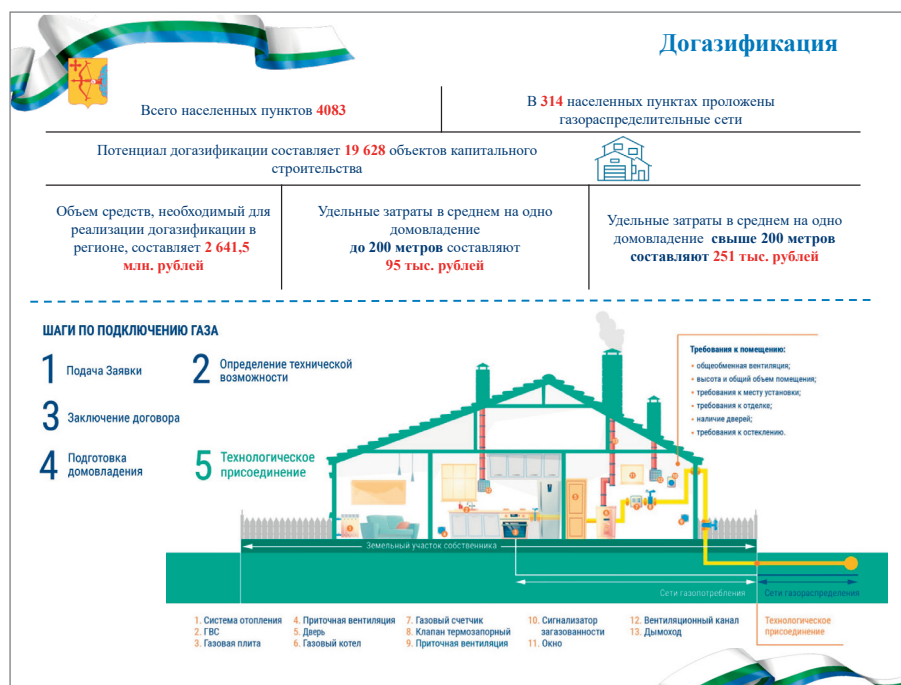 Догазификация
Всего населенных пунктов 4083
В 314 населенных пунктах проложены
газораспределительные сети
Потенциал догазификации составляет 19 628 объектов капитального
строительства
Объем средств, необходимый для
реализации догазификации в
регионе, составляет 2 641,5
млн. рублей
Удельные затраты в среднем на одно
домовладение
до 200 метров составляют
95 тыс. рублей
Удельные затраты в среднем на одно
домовладение свыше 200 метров
составляют 251 тыс. рублей
ШАГИ ПО ПОДКЛЮЧЕНИЮ ГАЗА
1 Подача Заявки
2 Определение технической
возможности
3 Заключение договора
4 Подготовка
домовладения
5 Технологическое
присоединение
Требования к помещению:
• общеобменная вентиляция;
• высота и общий объем помещения;
• требования к месту установки;
• требования к отделке;
• наличие дверей;
• требования к остеклению.
Земельный участок собственника
Сети газопотребления
Сети газораспределения
1. Система отопления
2. ГВС
3. Газовая плита
4. Приточная вентиляция
5. Дверь
6. Газовый котел
7. Газовый счетчик
8. Клапан термозапорный
9. Приточная вентиляция
10. Сигнализатор
загазованности
11. Окно
12. Вентиляционный канал
13. Дымоход
Технологическое
присоединение